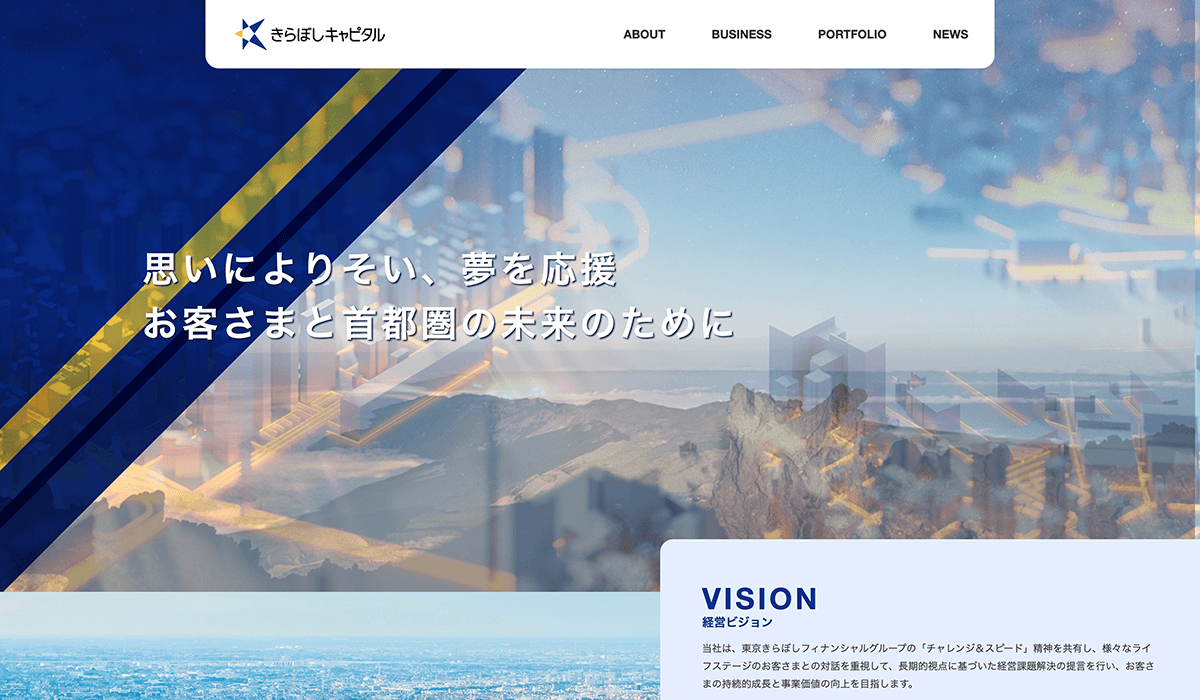 きらぼしキャピタル
ABOUT
BUSINESS
PORTFOLIO
NEWS
思いによりそい、夢を応援
お客さまと首都圏の未来のために
VISION
経営ビジョン
当社は、東京きらぼしフィナンシャルグループの「チャレンジ＆スピード」精神を共有し、様々なライ
フステージのお客さまとの対話を重視して、長期的視点に基づいた経営課題解決の提言を行い、お客さ
まの持続的成長と事業価値の向上を目指します。